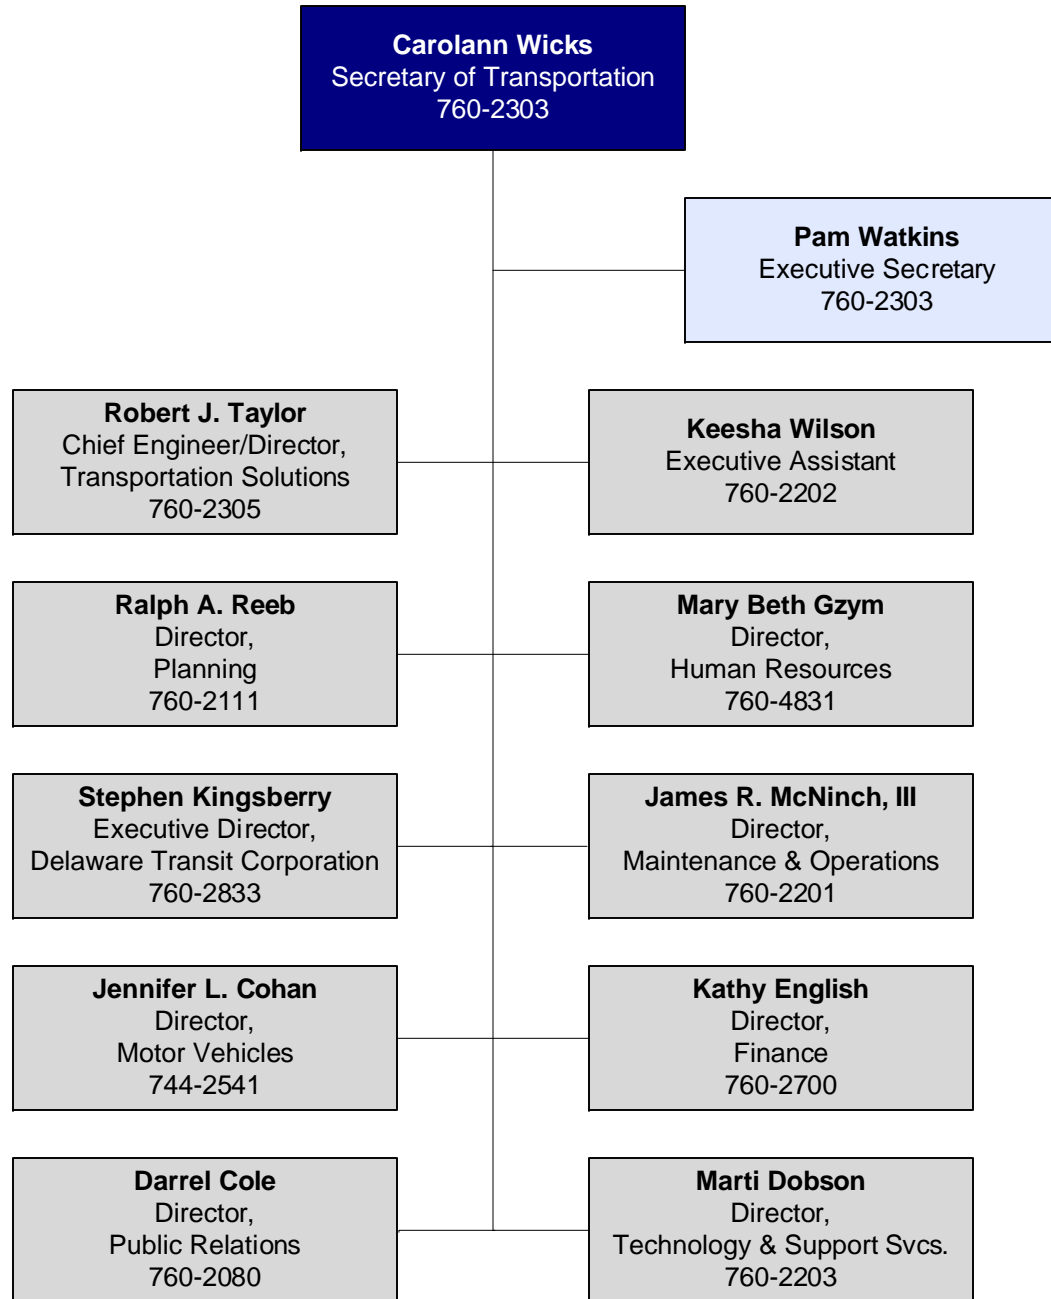 Carolann Wicks
Secretary of Transportation
760-2303
Pam Watkins
Executive Secretary
760-2303
Robert J. Taylor
Chief Engineer/Director,
Transportation Solutions
760-2305
Keesha Wilson
Executive Assistant
760-2202
Ralph A. Reeb
Director,
Planning
760-2111
Mary Beth Gzym
Director,
Human Resources
760-4831
Stephen Kingsberry
Executive Director,
Delaware Transit Corporation
760-2833
James R. McNinch, III
Director,
Maintenance & Operations
760-2201
Jennifer L. Cohan
Director,
Motor Vehicles
744-2541
Kathy English
Director,
Finance
760-2700
Darrel Cole
Director,
Public Relations
760-2080
Marti Dobson
Director,
Technology & Support Svcs.
760-2203